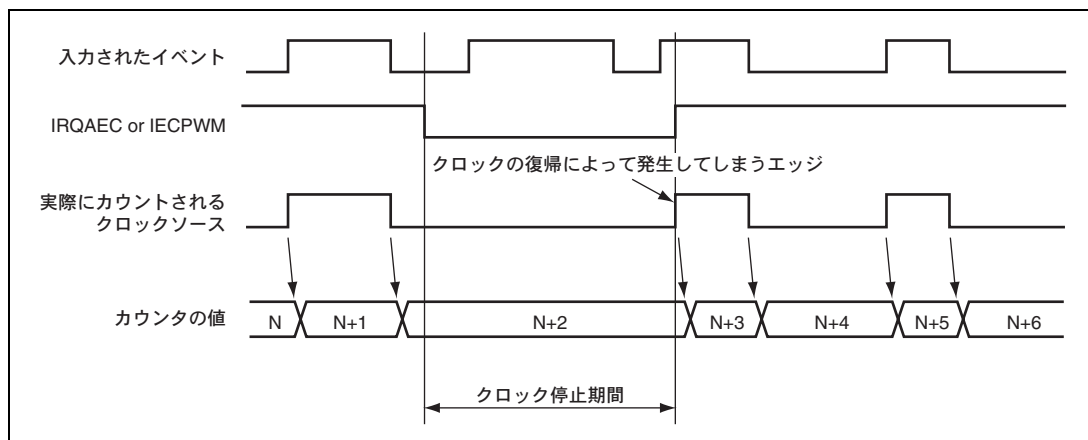 入力されたイベント
IRQAEC or IECPWM
クロックの復帰によって発生してしまうエッジ
実際にカウントされる
クロックソース
カウンタの値
N
N+1
N+2
N+3
N+4
N+5
N+6
クロック停止期間